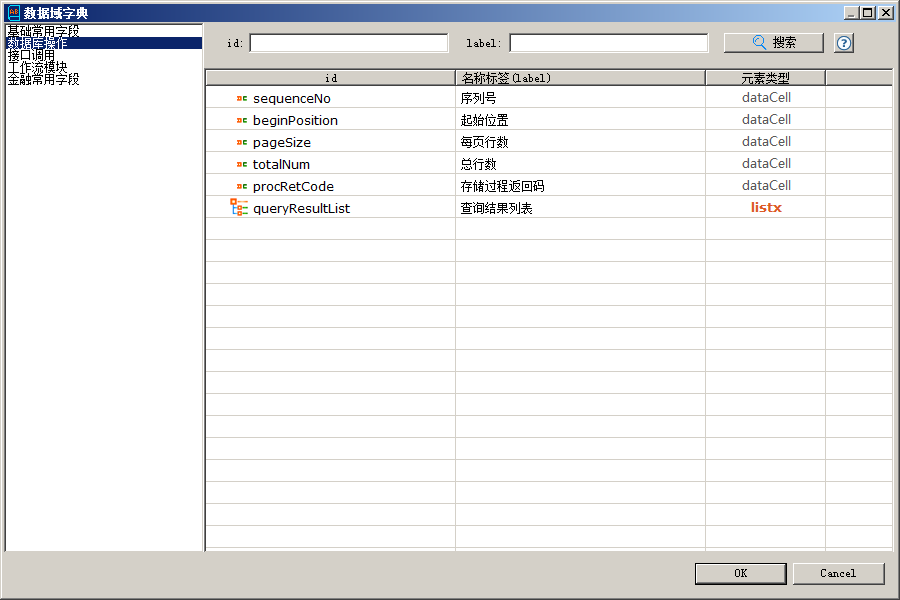 数据域字典
基础常用字段
数据库操作
接口调用
工作流模块
金融常用字段
id: label: 搜索
id 名称标签(label) 元素类型
sequenceNo 序列号 dataCell
beginPosition 起始位置 dataCell
pageSize 每页行数 dataCell
totalNum 总行数 dataCell
procRetCode 存储过程返回码 dataCell
queryResultList 查询结果列表 listx
OK Cancel